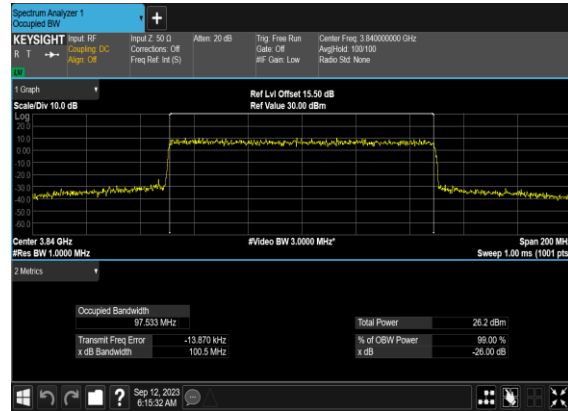 Spectrum Analyzer 1
Occupied BW
+
KEYSIGHT Input: RF Input Z: 50 Ω Atten: 20 dB Trig: Free Run Center Freq: 3.840000000 GHz
R T Coupling: DC Corrections: Off Gate: Off Avg|Hold: 100/100
Align: Off Freq Ref: Int (S) #IF Gain: Low Radio Std: None
1 Graph
Ref Lvl Offset 15.50 dB
Scale/Div 10.0 dB Ref Value 30.00 dBm
Log
20.0
10.0
0.00
-10.0
-20.0
-30.0
-40.0
-50.0
-60.0
Center 3.84 GHz #Video BW 3.0000 MHz* Span 200 MH
#Res BW 1.0000 MHz Sweep 1.00 ms (1001 pts
2 Metrics
Occupied Bandwidth
97.533 MHz Total Power 26.2 dBm
Transmit Freq Error -13.870 kHz % of OBW Power 99.00 %
x dB Bandwidth 100.5 MHz x dB -26.00 dB
? Sep 12, 2023
6:15:32 AM